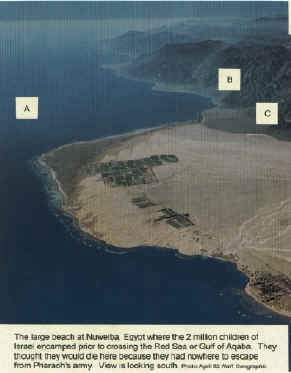 B
A
C
The large beach at Nuweiba, Egypt where the 2 million children of
Israel encamped prior to crossing the Red Sea or Gulf of Aqaba. They
thought they would die here because they had nowhere to escape
from Pharaoh's army. View is looking south. Photo April 82 Natl. Geographic